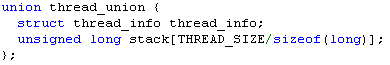 union thread_union {
  struct thread_info thread_info;
  unsigned long stack[THREAD_SIZE/sizeof(long)];
};